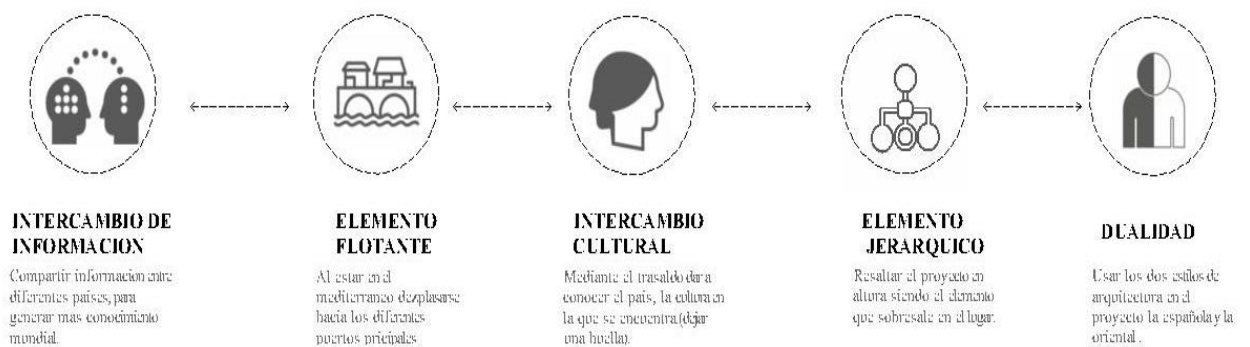 INTERCAMBIO DE
INFORMACION
Compartir informacion entre
diferentes países, para
generar mas conocimiento
mundial.
ELEMENTO
FLOTANTE
Al estar en el
mediterraneo dezplasarse
hacia los diferentes
puertos pricipales
INTERCAMBIO
CULTURAL
Mediante el trasaldo dar a
conocer el país, la cultura en
la que se encuentra.(dejar
una huella).
ELEMENTO
JERARQUICO
Resaltar el proyecto en
altura siendo el elemento
que sobresale en el lugar.
DUALIDAD
Usar los dos estilos de
arquitectura en el
proyecto la española y la
oriental .